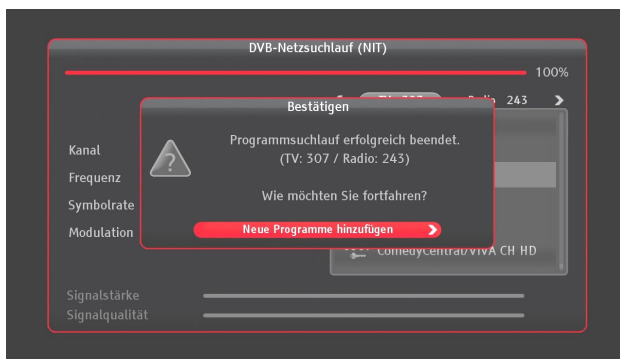 DVB-Netzsuchlauf (NIT)
100%
243
Bestätigen
Programmsuchlauf erfolgreich beendet.
(TV: 307 / Radio: 243)
Wie möchten Sie fortfahren?
Neue Programme hinzufügen
Kanal
Frequenz
Symbolrate
Modulation
ComedyCentral/VIVA CH HD
Signalstärke
Signalqualität